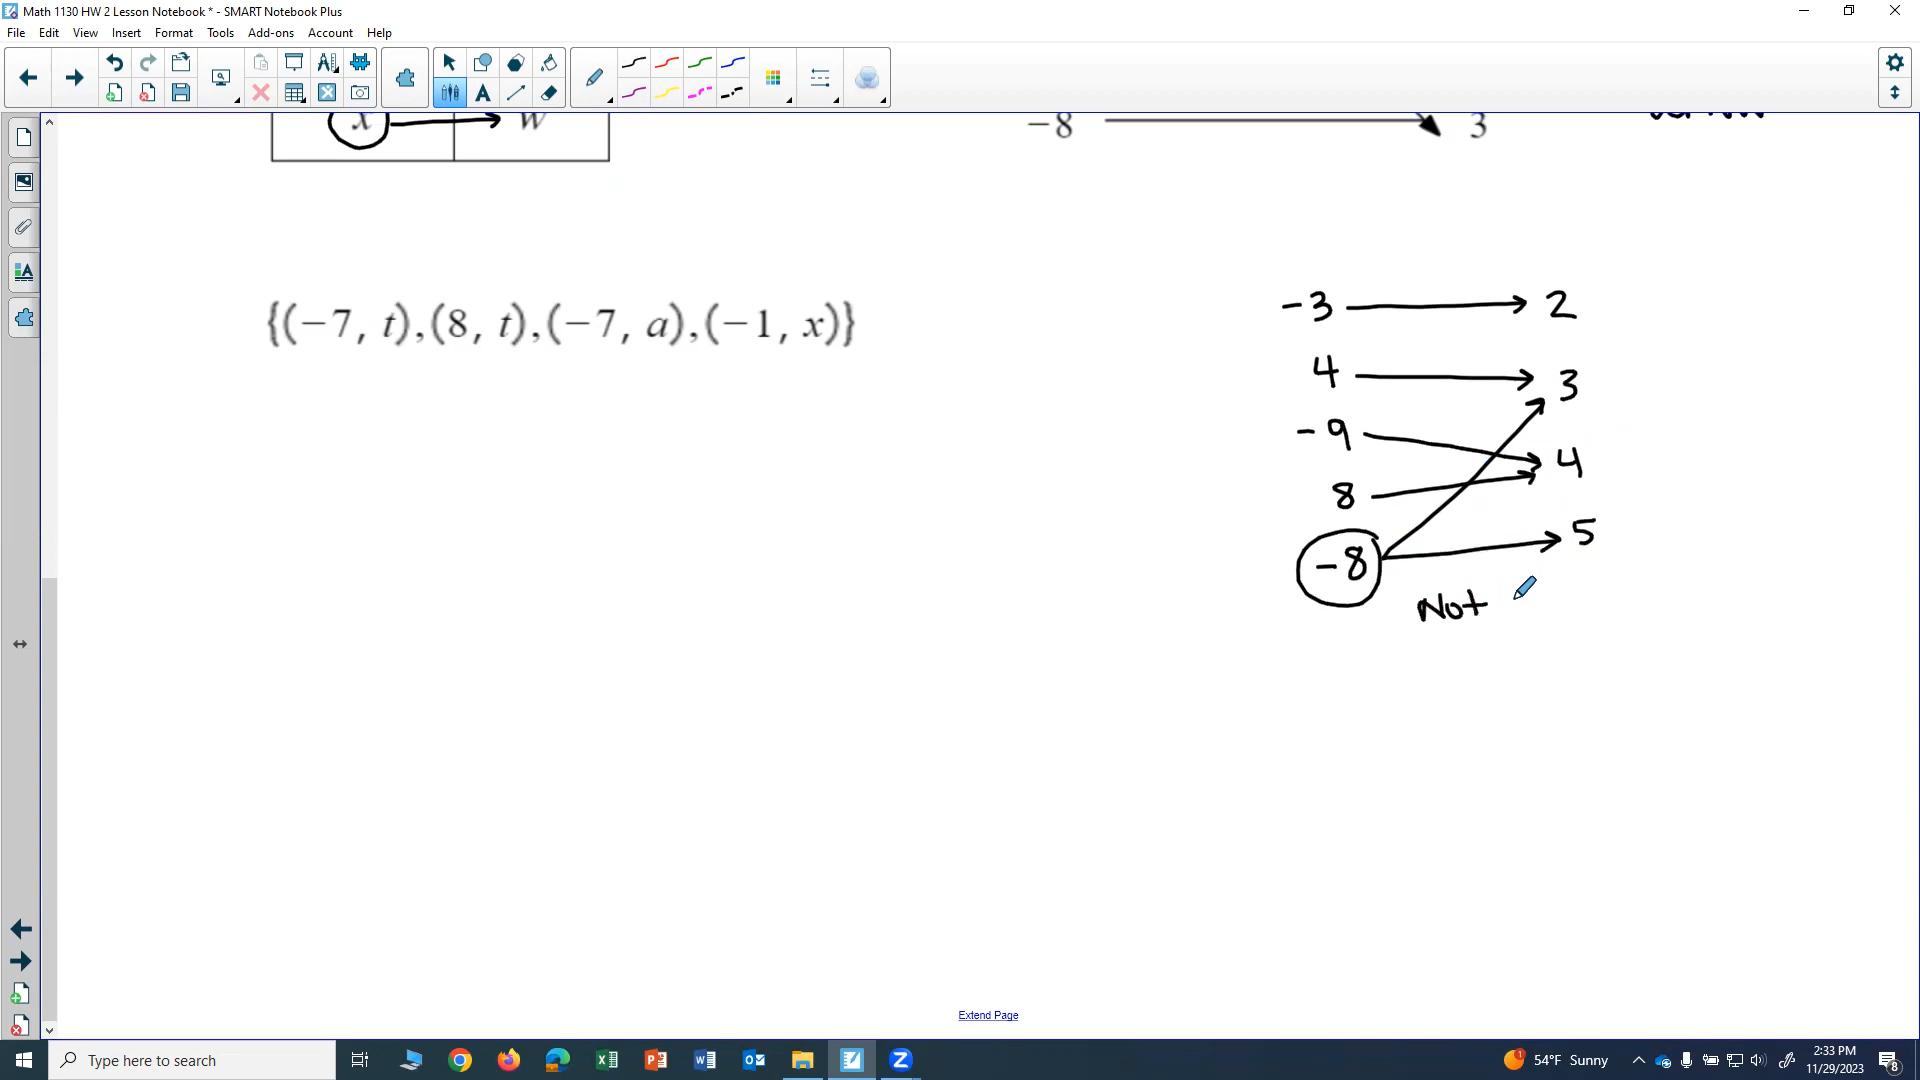 Math 1130 HW 2 Lesson Notebook * - SMART Notebook Plus
File Edit View Insert Format Tools Add-ons Account Help
x w
-8 3
{(-7, t),(8, t),(-7, a),(-1, x)}
-3 2
4 3
-9 4
8
-8 5
Not
Extend Page
Type here to search
54°F Sunny
2:33 PM
11/29/2023
8